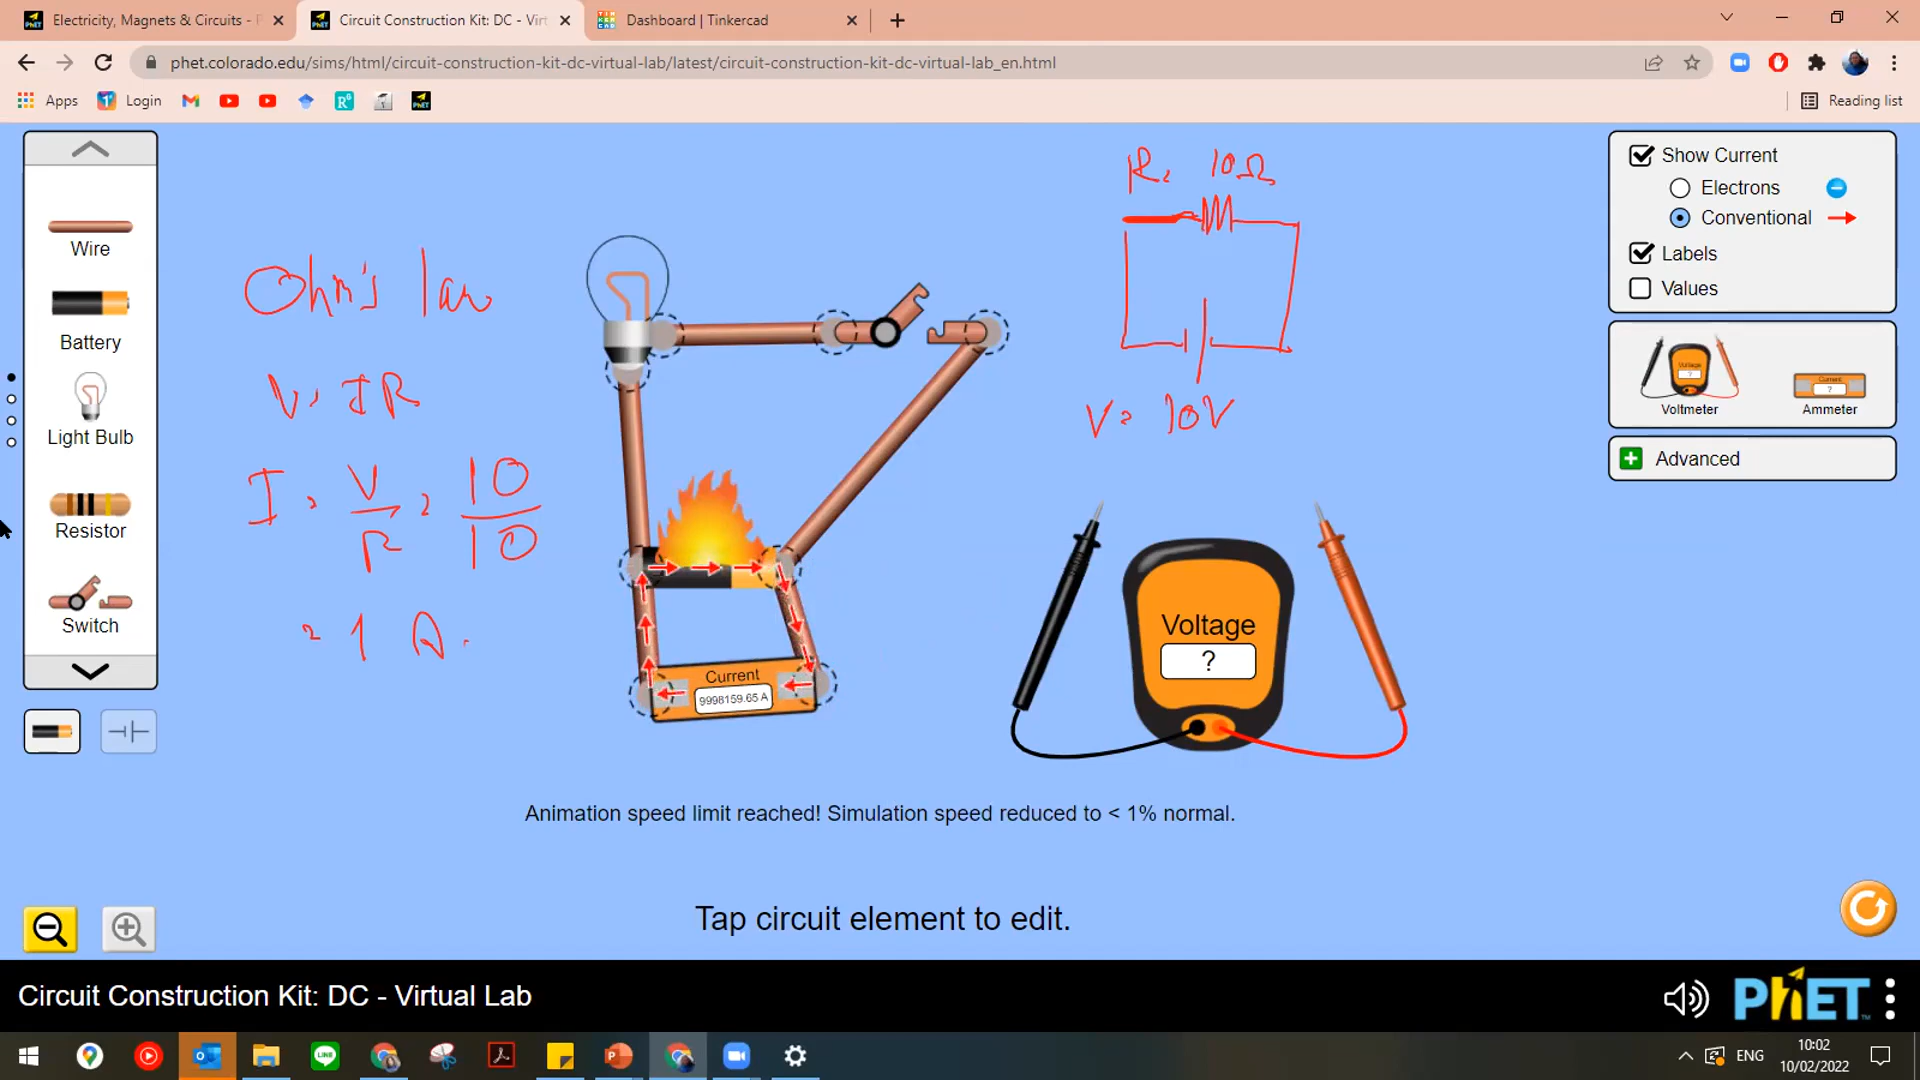 Electricity, Magnets & Circuits - P
Circuit Construction Kit: DC - Virt
Dashboard | Tinkercad
phet.colorado.edu/sims/html/circuit-construction-kit-dc-virtual-lab/latest/circuit-construction-kit-dc-virtual-lab_en.html
Apps
Login
Reading list
Wire
Battery
Light Bulb
Resistor
Switch
Ohm's law
V = IR
I = V/R = 10/10
= 1 A.
R = 10Ω
V = 10V
Current
9998159.65 A
Voltage
?
Show Current
Electrons
Conventional
Labels
Values
Voltage
?
Voltmeter
Current
?
Ammeter
Advanced
Animation speed limit reached! Simulation speed reduced to < 1% normal.
Tap circuit element to edit.
Circuit Construction Kit: DC - Virtual Lab
PhET
LINE
ENG
10:02
10/02/2022